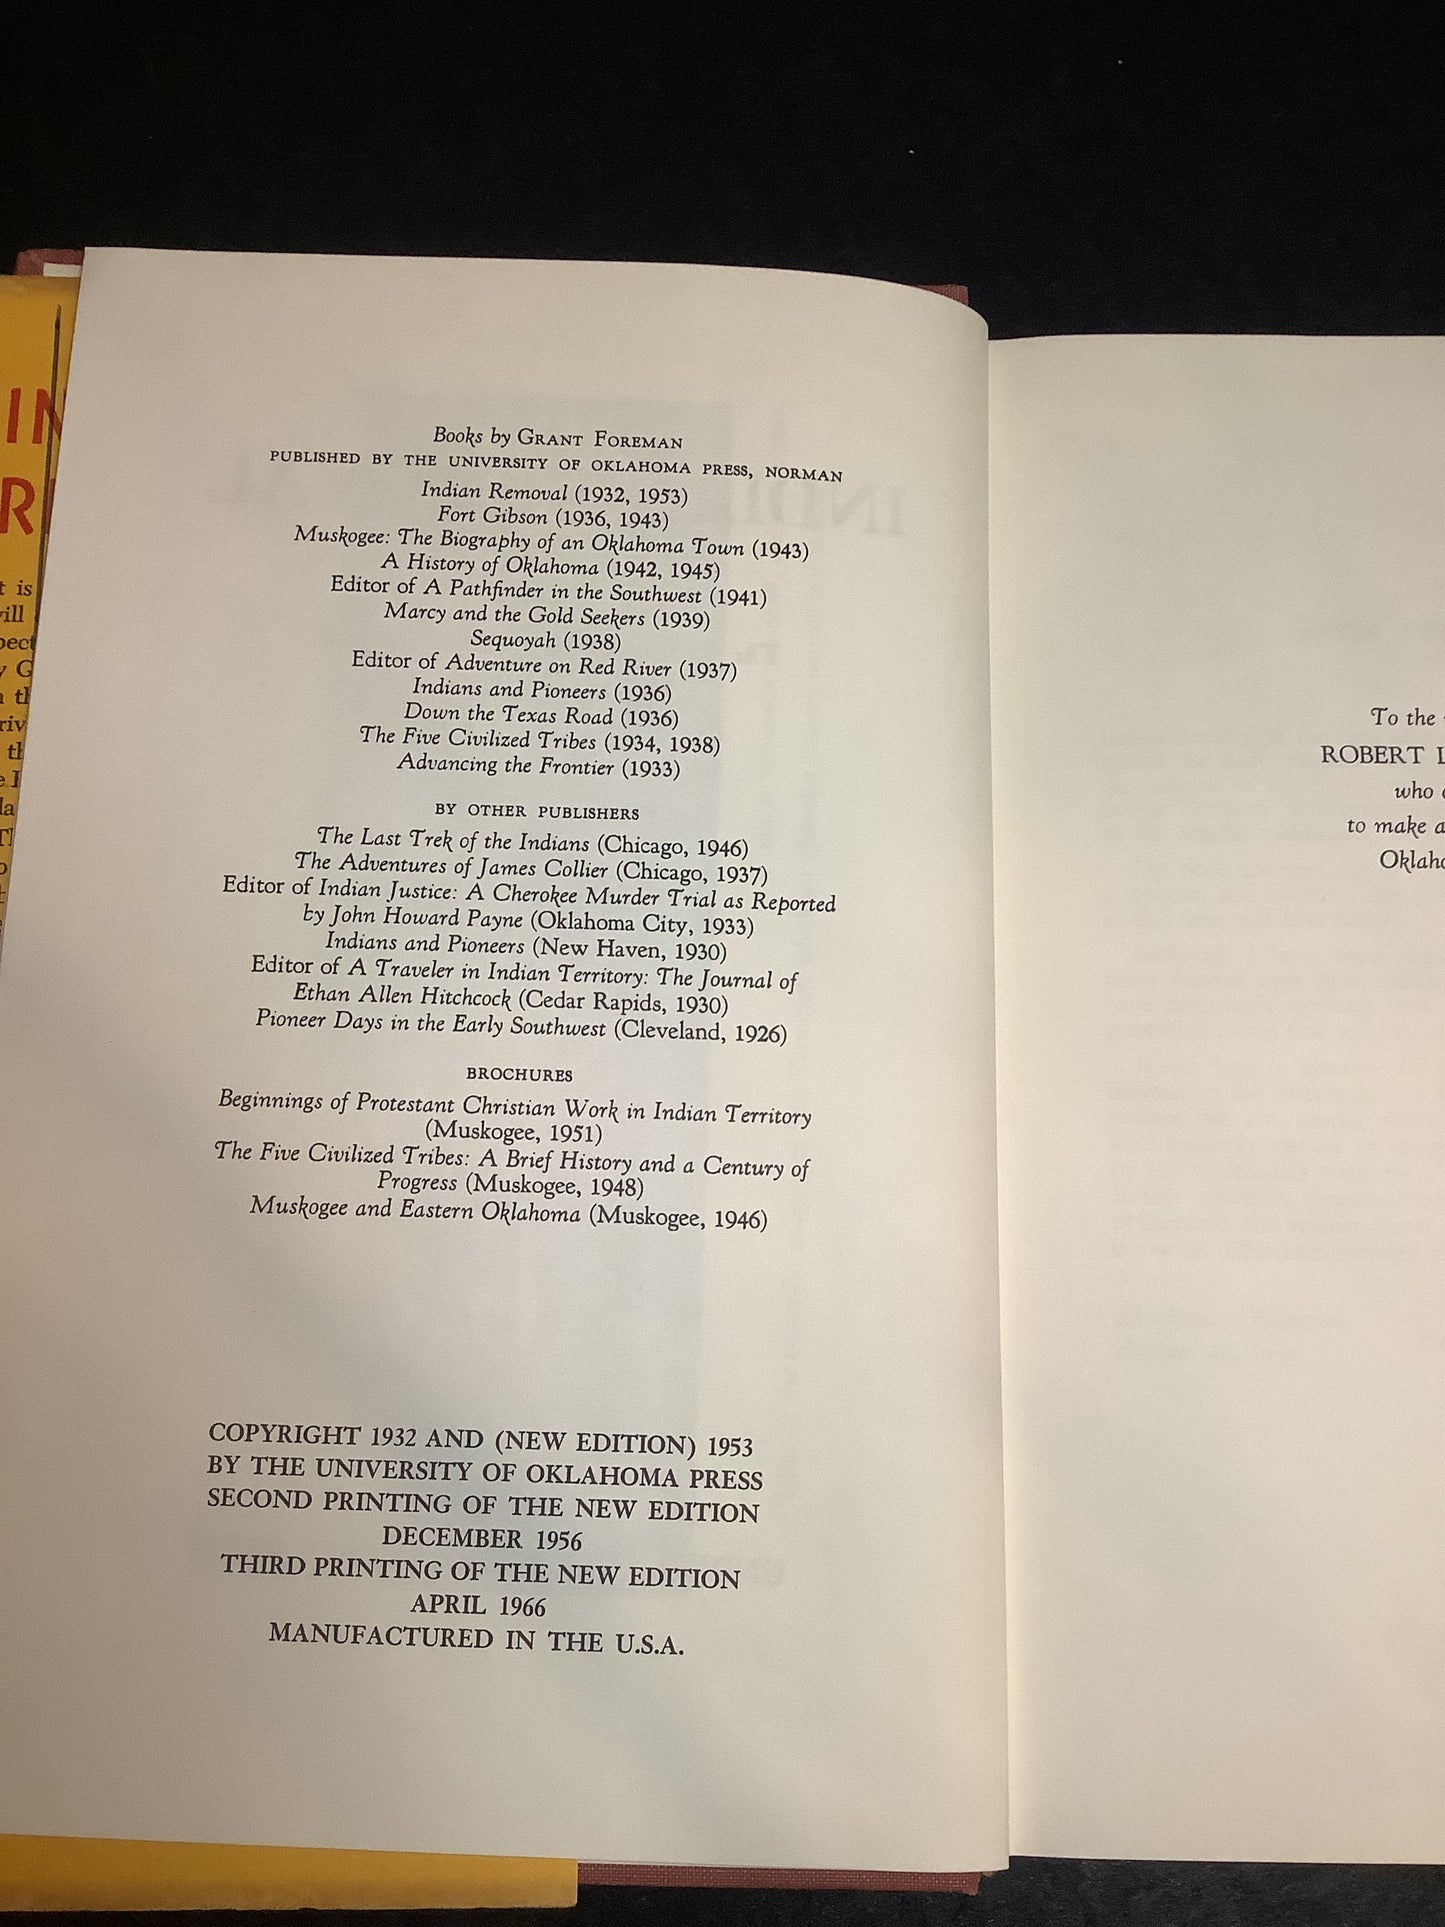 Books by GRANT FOREMAN
PUBLISHED BY THE UNIVERSITY OF OKLAHOMA PRESS, NORMAN
Indian Removal (1932, 1953)
Fort Gibson (1936, 1943)
Muskogee: The Biography of an Oklahoma Town (1943)
A History of Oklahoma (1942, 1945)
Editor of A Pathfinder in the Southwest (1941)
Marcy and the Gold Seekers (1939)
Sequoyah (1938)
Editor of Adventure on Red River (1937)
Indians and Pioneers (1936)
Down the Texas Road (1936)
The Five Civilized Tribes (1934, 1938)
Advancing the Frontier (1933)
BY OTHER PUBLISHERS
The Last Trek of the Indians (Chicago, 1946)
The Adventures of James Collier (Chicago, 1937)
Editor of Indian Justice: A Cherokee Murder Trial as Reported
by John Howard Payne (Oklahoma City, 1933)
Indians and Pioneers (New Haven, 1930)
Editor of A Traveler in Indian Territory: The Journal of
Ethan Allen Hitchcock (Cedar Rapids, 1930)
Pioneer Days in the Early Southwest (Cleveland, 1926)
BROCHURES
Beginnings of Protestant Christian Work in Indian Territory
(Muskogee, 1951)
The Five Civilized Tribes: A Brief History and a Century of
Progress (Muskogee, 1948)
Muskogee and Eastern Oklahoma (Muskogee, 1946)
COPYRIGHT 1932 AND (NEW EDITION) 1953
BY THE UNIVERSITY OF OKLAHOMA PRESS
SECOND PRINTING OF THE NEW EDITION
DECEMBER 1956
THIRD PRINTING OF THE NEW EDITION
APRIL 1966
MANUFACTURED IN THE U.S.A.
To the
ROBERT
who
to make a